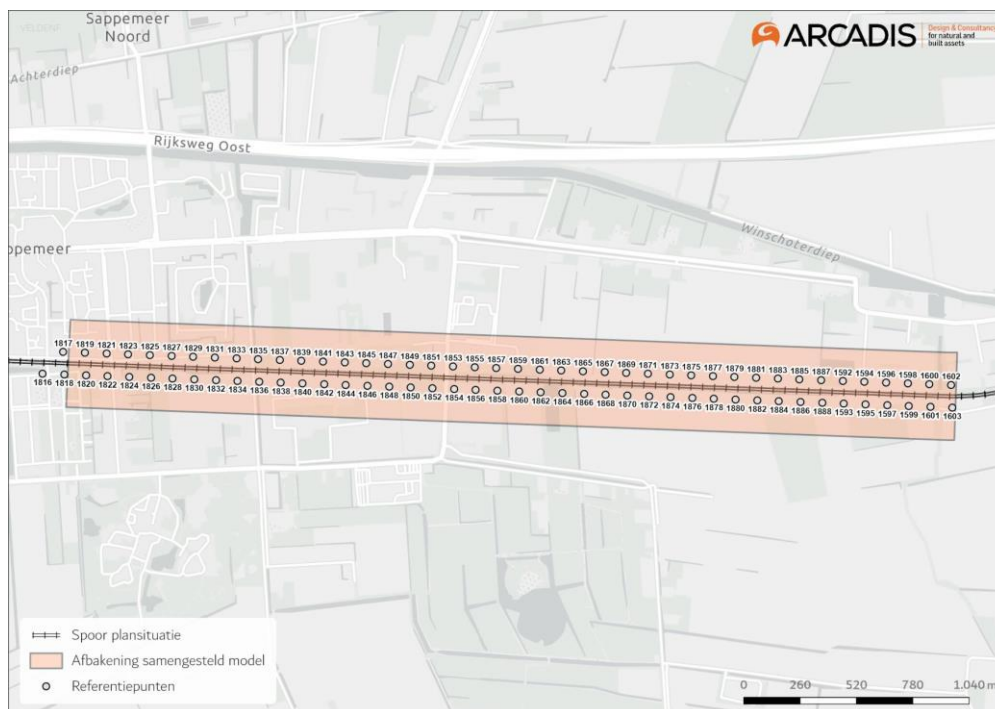 VELDEN
Sappemeer
Noord
Achterdiep
ARCADIS
Design & Consultancy
for natural and
built assets
Rijksweg Oost
Winschoterdiep
ppemeer
1817 1819 1821 1823 1825 1827 1829 1831 1833 1835 1837 1839 1841 1843 1845 1847 1849 1851 1853 1855 1857 1859 1861 1863 1865 1867 1869 1871 1873 1875 1877 1879 1881 1883 1885 1887 1592 1594 1596 1598 1600 1602
1816 1818 1820 1822 1824 1826 1828 1830 1832 1834 1836 1838 1840 1842 1844 1846 1848 1850 1852 1854 1856 1858 1860 1862 1864 1866 1868 1870 1872 1874 1876 1878 1880 1882 1884 1886 1888 1593 1595 1597 1599 1601 1603
Spoor plansituatie
Afbakening samengesteld model
Referentiepunten
0 260 520 780 1.040 m